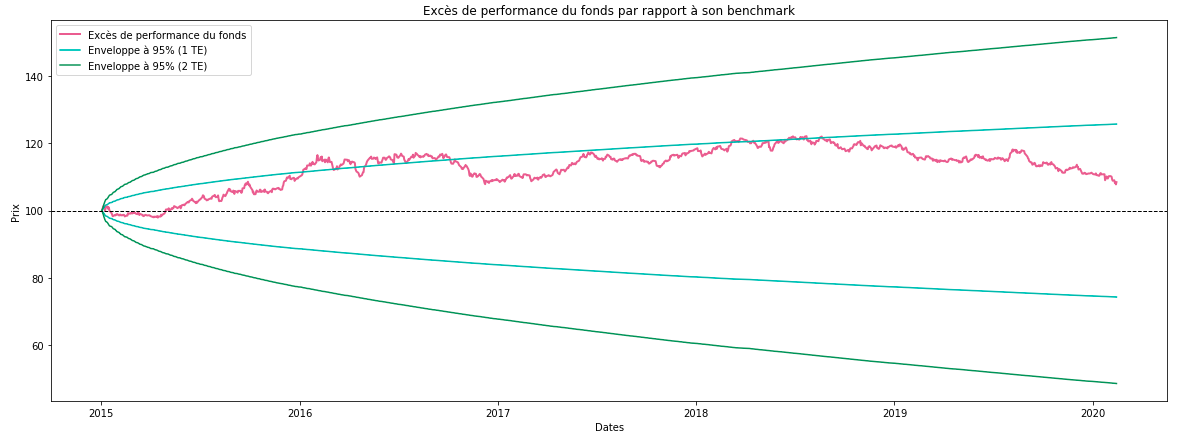 Excès de performance du fonds par rapport à son benchmark
Excès de performance du fonds
Enveloppe à 95% (1 TE)
Enveloppe à 95% (2 TE)
Prix
140
120
100
80
60
2015
2016
2017
2018
2019
2020
Dates